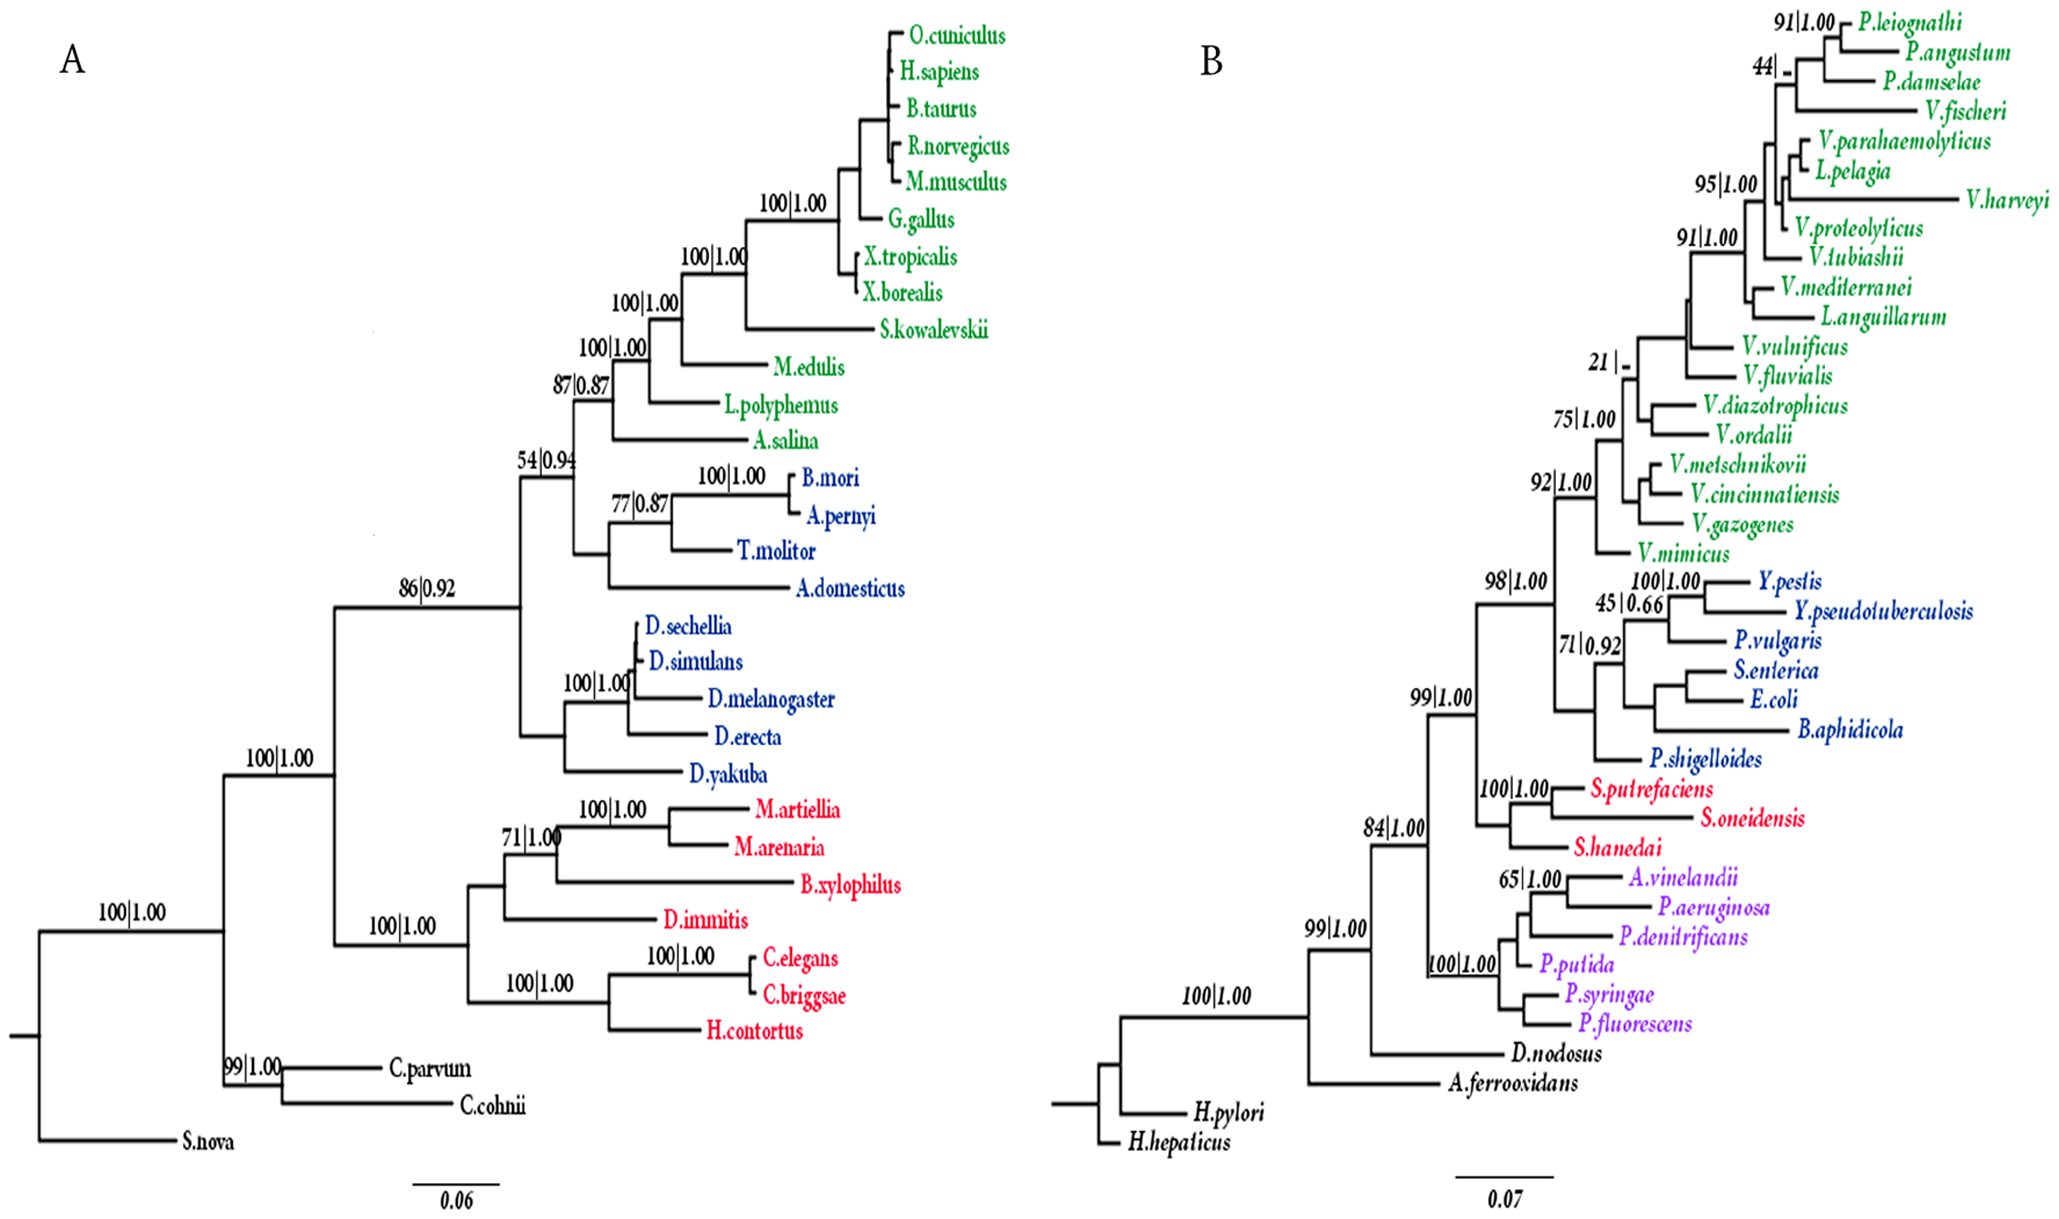 A
O.cuniculus
H.sapiens
B.taurus
R.norvegicus
M.musculus
100|1.00
G.gallus
100|1.00
X.tropicalis
X.borealis
100|1.00
S.kowalevskii
100|1.00
M.edulis
87|0.87
L.polyphemus
A.salina
54|0.94
100|1.00
B.mori
77|0.87
A.pernyi
T.molitor
86|0.92
A.domesticus
D.sechellia
D.simulans
100|1.00
D.melanogaster
D.erecta
100|1.00
D.yakuba
100|1.00
M.artiellia
71|1.00
M.arenaria
B.xylophilus
100|1.00
100|1.00
D.immitis
100|1.00
C.elegans
100|1.00
C.briggsae
H.contortus
99|1.00
C.parvum
C.cohnii
S.nova
0.06
B
91|1.00
P.leiognathi
P.angustum
44|-
P.damselae
V.fischeri
V.parahaemolyticus
L.pelagia
95|1.00
V.harveyi
V.proteolyticus
91|1.00
V.tubiashii
V.mediterranei
L.anguillarum
V.vulnificus
21|-
V.fluvialis
V.diazotrophicus
75|1.00
V.ordalii
V.metschnikovii
92|1.00
V.cincinnatiensis
V.gazogenes
V.mimicus
98|1.00
100|1.00
Y.pestis
45|0.66
Y.pseudotuberculosis
71|0.92
P.vulgaris
S.enterica
99|1.00
E.coli
B.aphidicola
P.shigelloides
100|1.00
S.putrefaciens
S.oneidensis
84|1.00
S.hanedai
65|1.00
A.vinelandii
P.aeruginosa
99|1.00
P.denitrificans
100|1.00
P.putida
100|1.00
P.syringae
P.fluorescens
D.nodosus
A.ferrooxidans
H.pylori
H.hepaticus
0.07